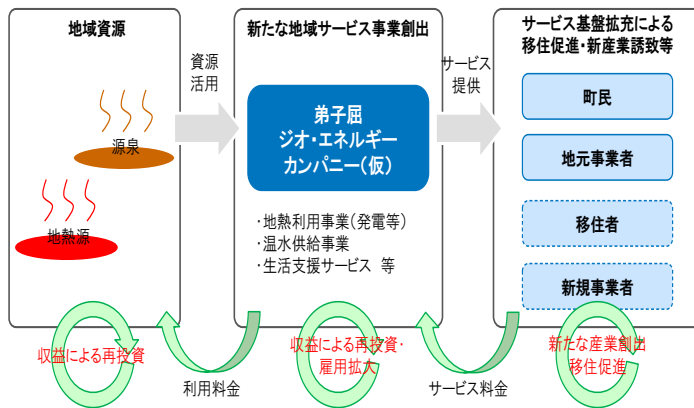 地域資源
源泉
地熱源
資源
活用
新たな地域サービス事業創出
弟子屈
ジオ・エネルギー
カンパニー(仮)
・地熱利用事業(発電等)
・温水供給事業
・生活支援サービス 等
サービス
提供
サービス基盤拡充による
移住促進・新産業誘致等
町民
地元事業者
移住者
新規事業者
収益による再投資
利用料金
収益による再投資・
雇用拡大
サービス料金
新たな産業創出
移住促進